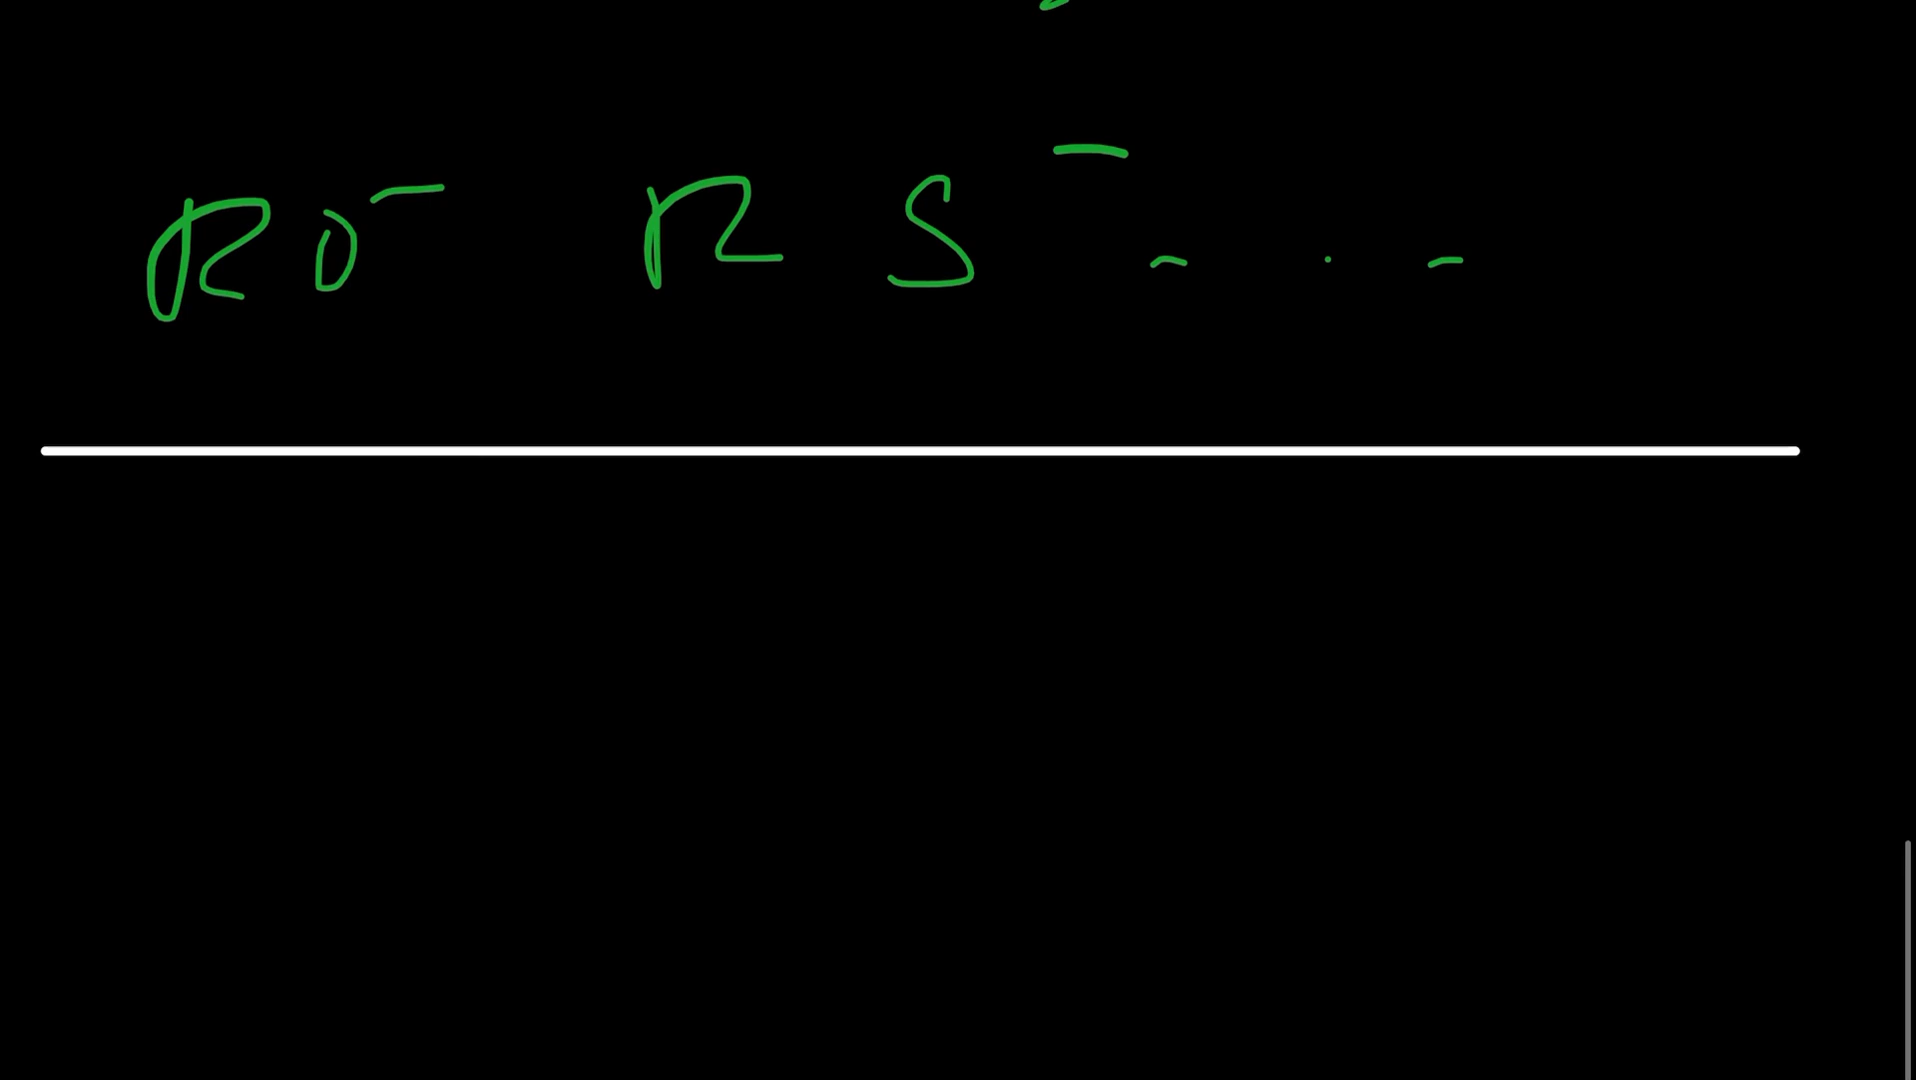 RO⁻ RS⁻ - . -